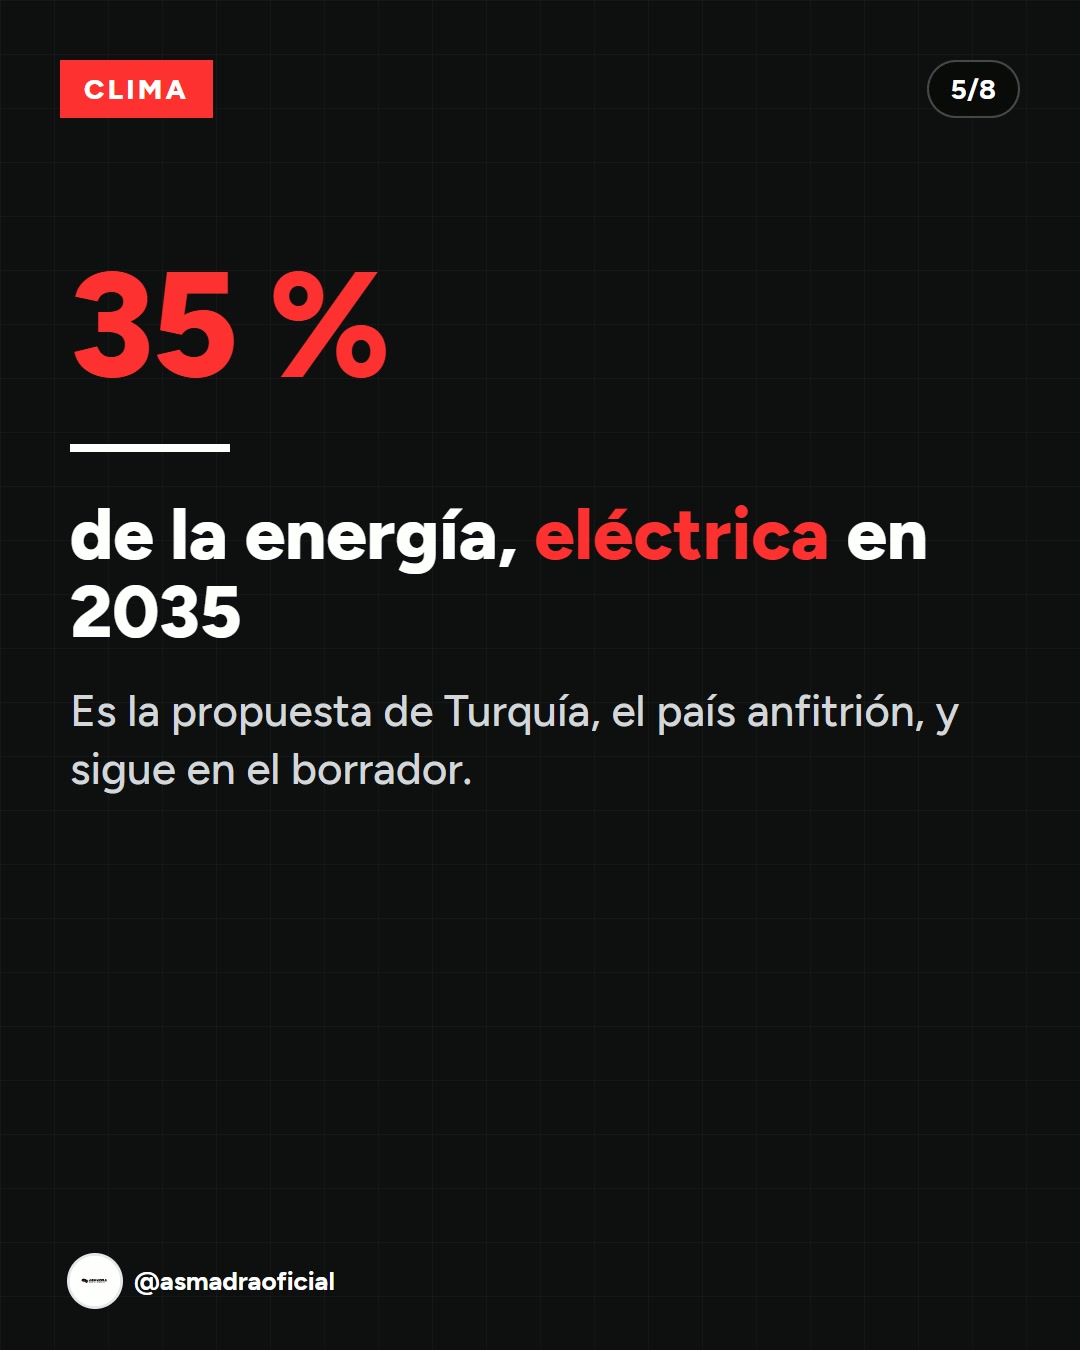 CLIMA
5/8
35 %
de la energía, eléctrica en
2035
Es la propuesta de Turquía, el país anfitrión, y
sigue en el borrador.
@asmadraoficial